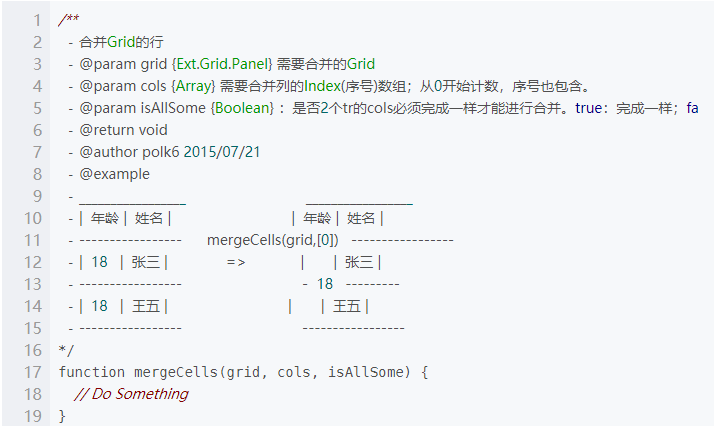 1 /**
2 - 合并Grid的行
3 - @param grid {Ext.Grid.Panel} 需要合并的Grid
4 - @param cols {Array} 需要合并列的Index(序号)数组；从0开始计数，序号也包含。
5 - @param isAllSome {Boolean} ：是否2个tr的cols必须完成一样才能进行合并。true：完成一样；fa
6 - @return void
7 - @author polk6 2015/07/21
8 - @example
9 - _________________ _________________
10 - | 年龄 | 姓名 | | 年龄 | 姓名 |
11 - ----------------- mergeCells(grid,[0]) -----------------
12 - | 18 | 张三 | => | | 张三 |
13 - ----------------- - 18 ---------
14 - | 18 | 王五 | | | 王五 |
15 - ----------------- -----------------
16 */
17 function mergeCells(grid, cols, isAllSome) {
18 // Do Something
19 }